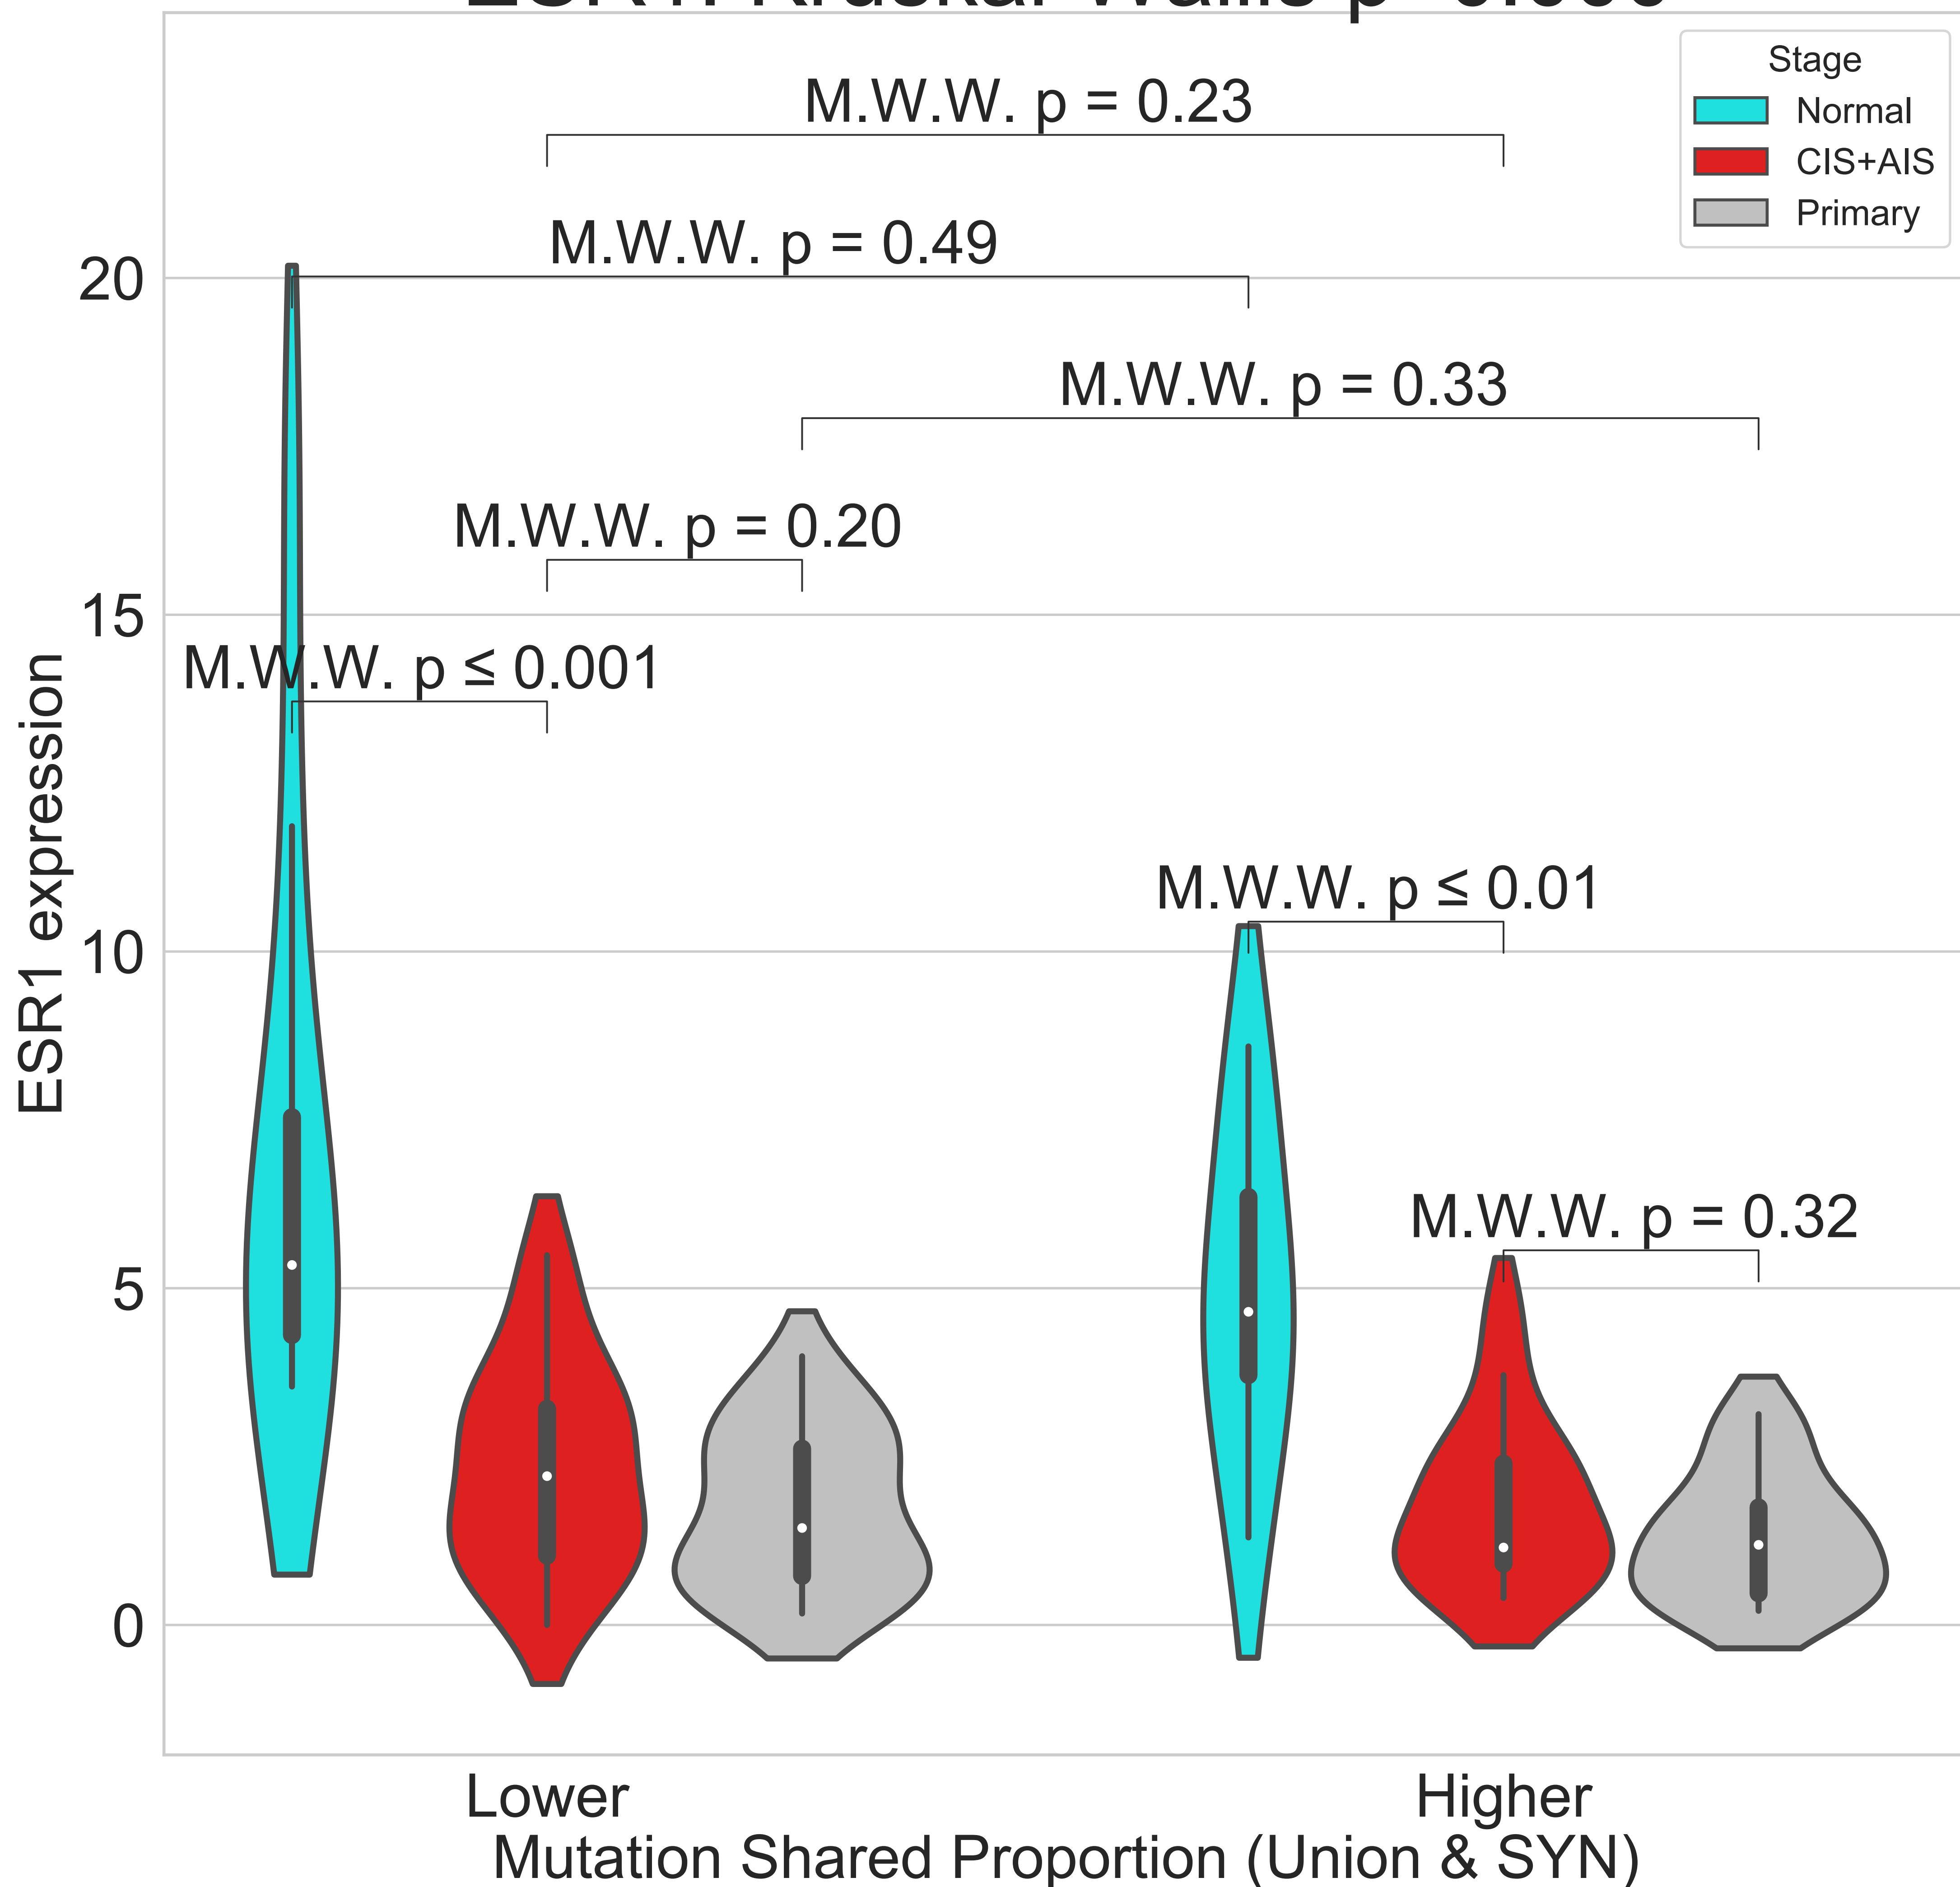 Stage
Normal
CIS+AIS
Primary
M.W.W. p = 0.23
M.W.W. p = 0.49
M.W.W. p = 0.33
M.W.W. p = 0.20
M.W.W. p ≤ 0.001
M.W.W. p ≤ 0.01
M.W.W. p = 0.32
20
15
10
5
0
ESR1 expression
Lower
Higher
Mutation Shared Proportion (Union & SYN)